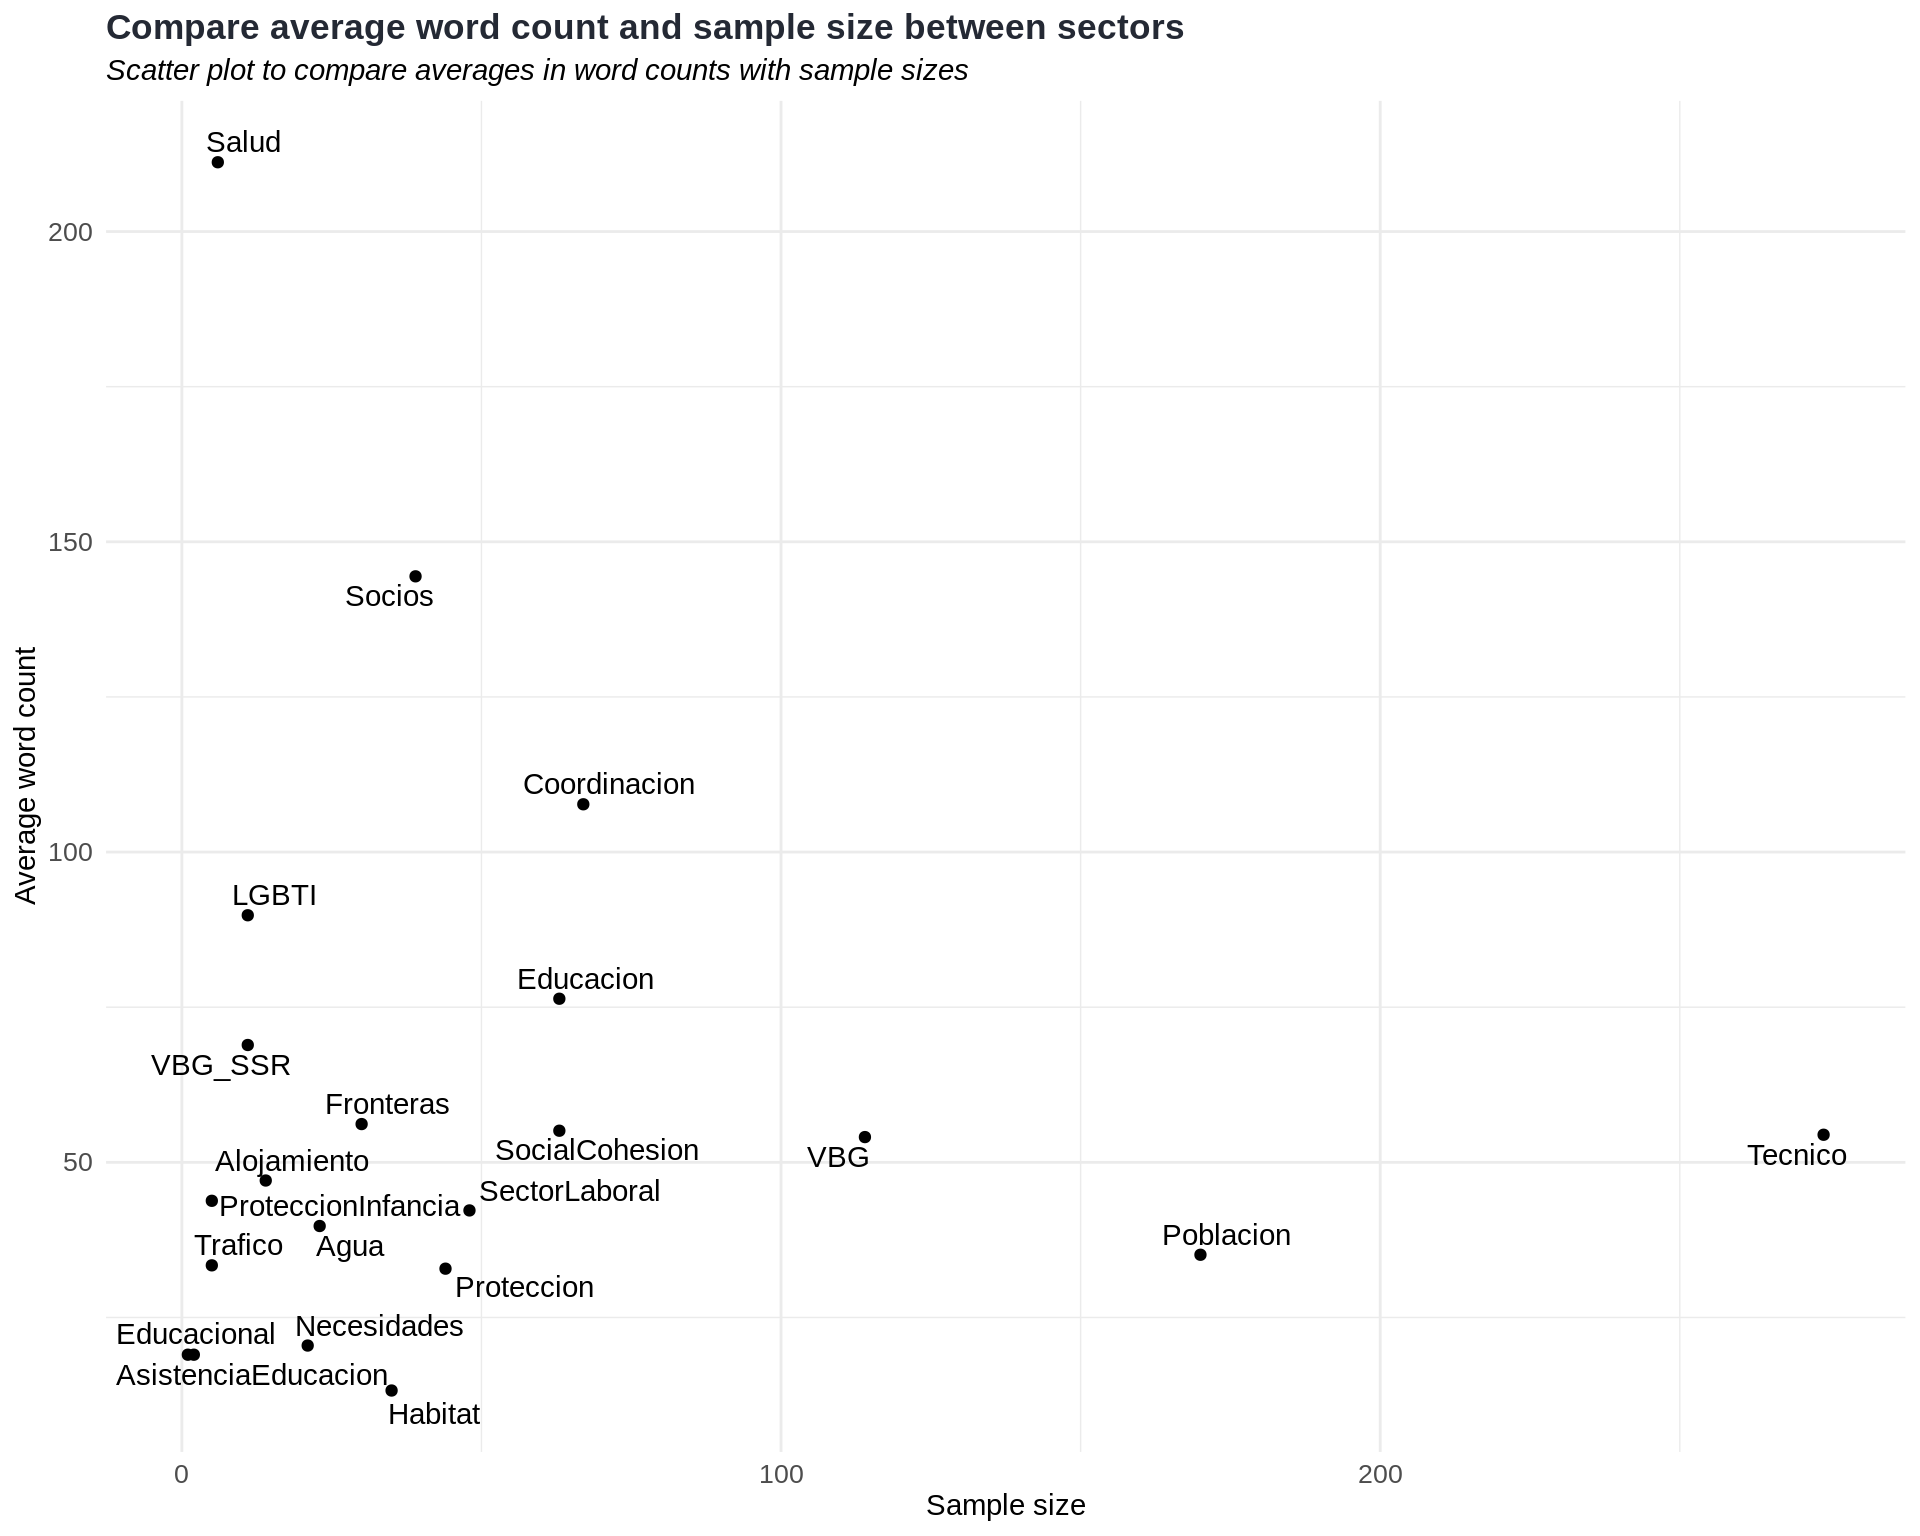 Compare average word count and sample size between sectors
Scatter plot to compare averages in word counts with sample sizes
Salud
200
150
Socios
Average word count
Coordinacion
100
LGBTI
Educacion
VBG_SSR
Fronteras
SocialCohesion
VBG
Tecnico
50
Alojamiento
SectorLaboral
ProteccionInfancia
Trafico
Agua
Poblacion
Proteccion
Educacional
Necesidades
AsistenciaEducacion
Habitat
0
100
200
Sample size